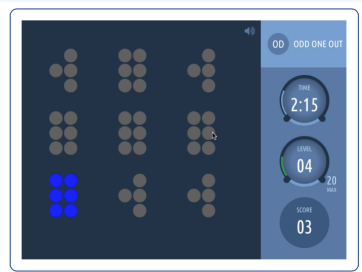 OD ODD ONE OUT
TIME
2:15
LEVEL
04
20
MAX
SCORE
03